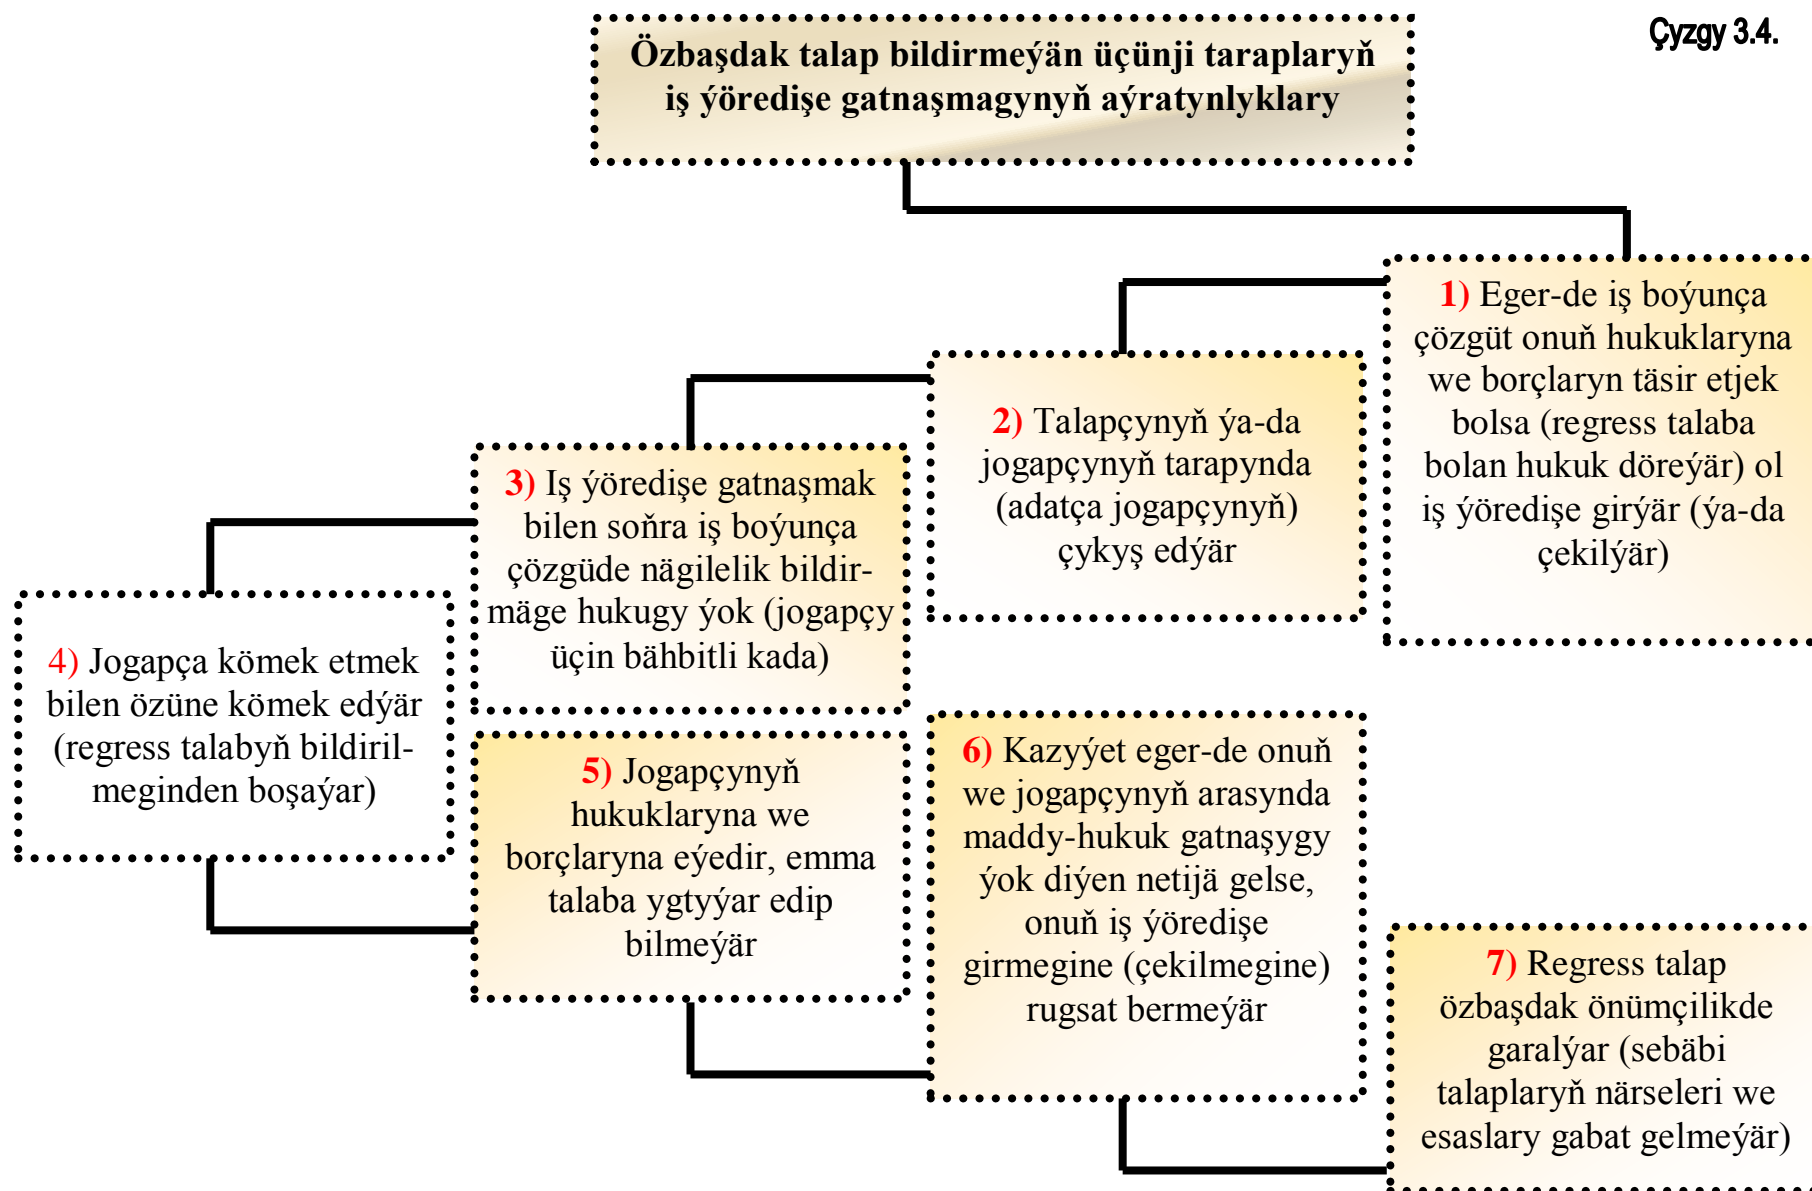 Çyzgy 3.4.
Özbaşdak talap bildirmeýän üçünji taraplaryň
iş ýöredişe gatnaşmagynyň aýratynlyklary
1) Eger-de iş boýunça
çözgüt onuň hukuklaryna
we borçlaryn täsir etjek
bolsa (regress talaba
bolan hukuk döreýär) ol
iş ýöredişe girýär (ýa-da
çekilýär)
2) Talapçynyň ýa-da
jogapçynyň tarapynda
(adatça jogapçynyň)
çykyş edýär
3) Iş ýöredişe gatnaşmak
bilen soňra iş boýunça
çözgüde nägilelik bildir-
mäge hukugy ýok (jogapçy
üçin bähbitli kada)
4) Jogapça kömek etmek
bilen özüne kömek edýär
(regress talabyň bildiril-
meginden boşaýar)
5) Jogapçynyň
hukuklaryna we
borçlaryna eýedir, emma
talaba ygtyýar edip
bilmeýär
6) Kazyýet eger-de onuň
we jogapçynyň arasynda
maddy-hukuk gatnaşygy
ýok diýen netijä gelse,
onuň iş ýöredişe
girmegine (çekilmegine)
rugsat bermeýär
7) Regress talap
özbaşdak önümçilikde
garalýar (sebäbi
talaplaryň närseleri we
esaslary gabat gelmeýär)